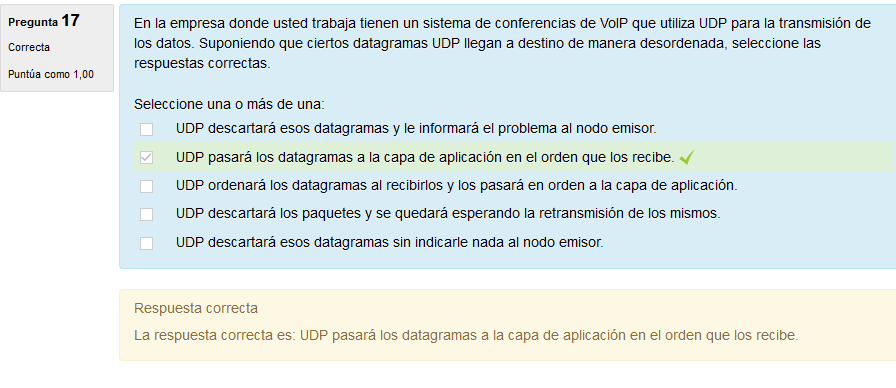 Pregunta 17
Correcta
Puntúa como 1,00
En la empresa donde usted trabaja tienen un sistema de conferencias de VoIP que utiliza UDP para la transmisión de
los datos. Suponiendo que ciertos datagramas UDP llegan a destino de manera desordenada, seleccione las
respuestas correctas.
Seleccione una o más de una:
UDP descartará esos datagramas y le informará el problema al nodo emisor.
UDP pasará los datagramas a la capa de aplicación en el orden que los recibe.
UDP ordenará los datagramas al recibirlos y los pasará en orden a la capa de aplicación.
UDP descartará los paquetes y se quedará esperando la retransmisión de los mismos.
UDP descartará esos datagramas sin indicarle nada al nodo emisor.
Respuesta correcta
La respuesta correcta es: UDP pasará los datagramas a la capa de aplicación en el orden que los recibe.